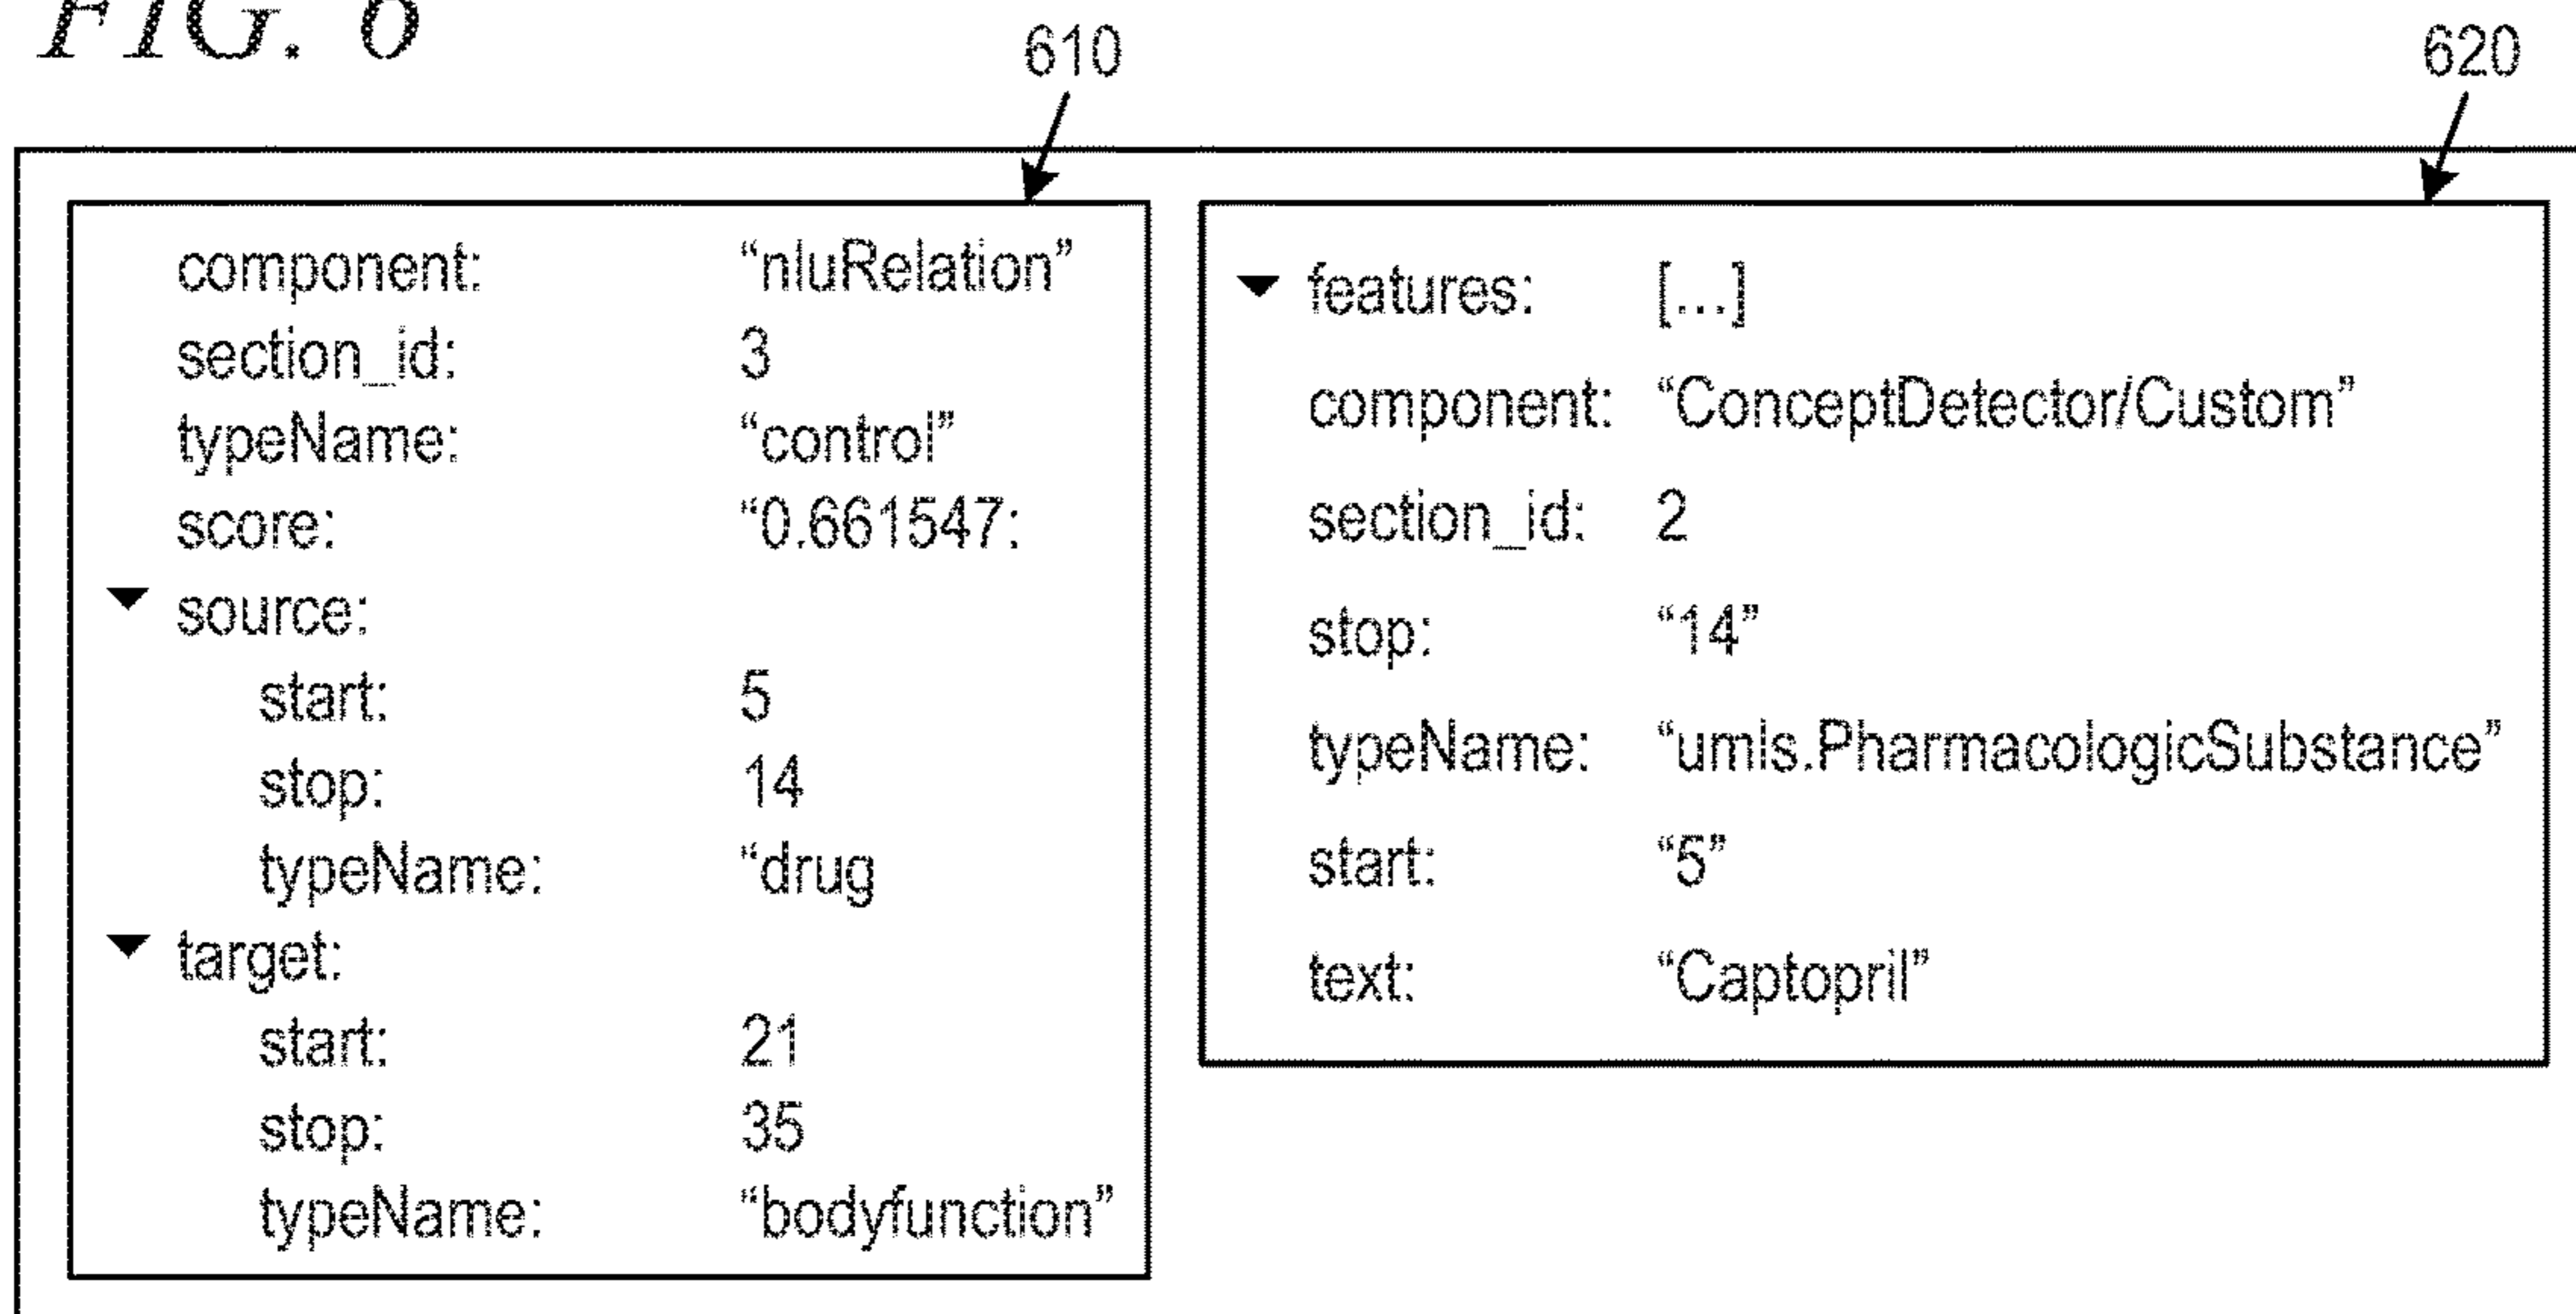 FIG. 6
610
620
component: “nluRelation”
section_id: 3
typeName: “control”
score: “0.661547:
source:
start: 5
stop: 14
typeName: “drug
target:
start: 21
stop: 35
typeName: “bodyfunction”
features: [...]
component: “ConceptDetector/Custom”
section_id: 2
stop: “14”
typeName: “umls.PharmacologicSubstance”
start: “5”
text: “Captopril”